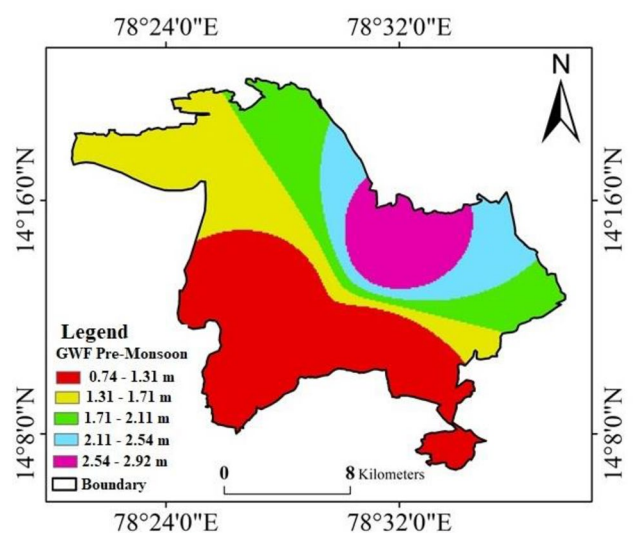 78°24'0"E 78°32'0"E
N
14°16'0"N 14°16'0"N
Legend
GWF Pre-Monsoon
0.74 - 1.31 m
1.31 - 1.71 m
1.71 - 2.11 m
2.11 - 2.54 m
2.54 - 2.92 m
Boundary
0 8 Kilometers
14°8'0"N 14°8'0"N
78°24'0"E 78°32'0"E